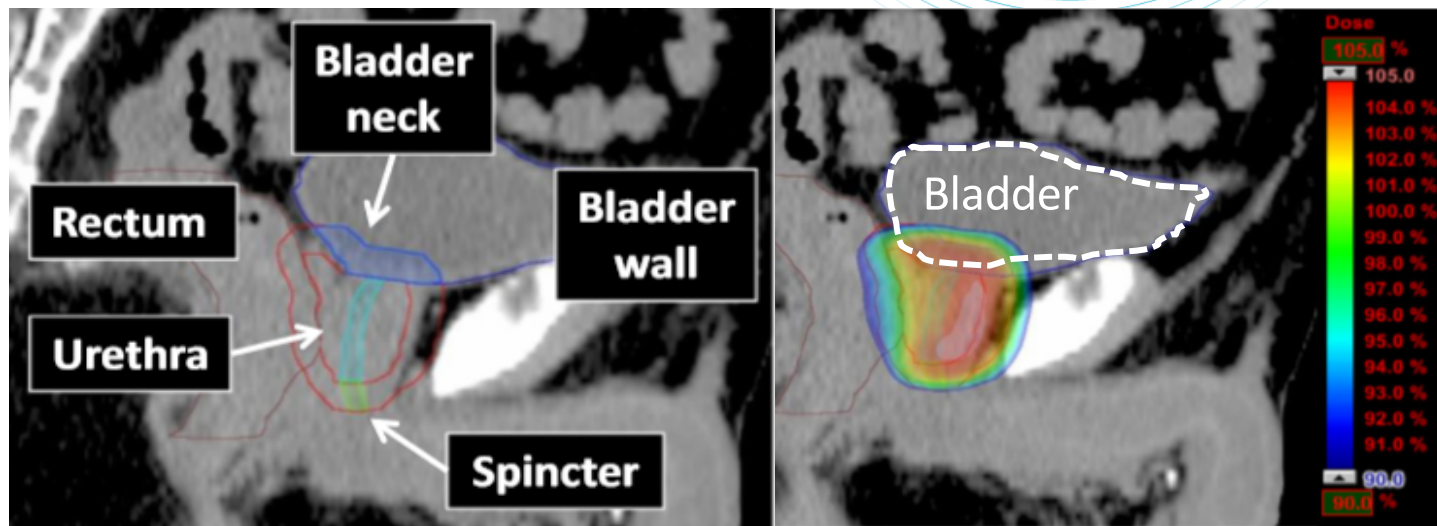 Bladder
neck
Rectum
Bladder
wall
Urethra
Spincter
Bladder
Dose
105.0 %
105.0
104.0 %
103.0 %
102.0 %
101.0 %
100.0 %
99.0 %
98.0 %
97.0 %
96.0 %
95.0 %
94.0 %
93.0 %
92.0 %
91.0 %
90.0
90.0 %